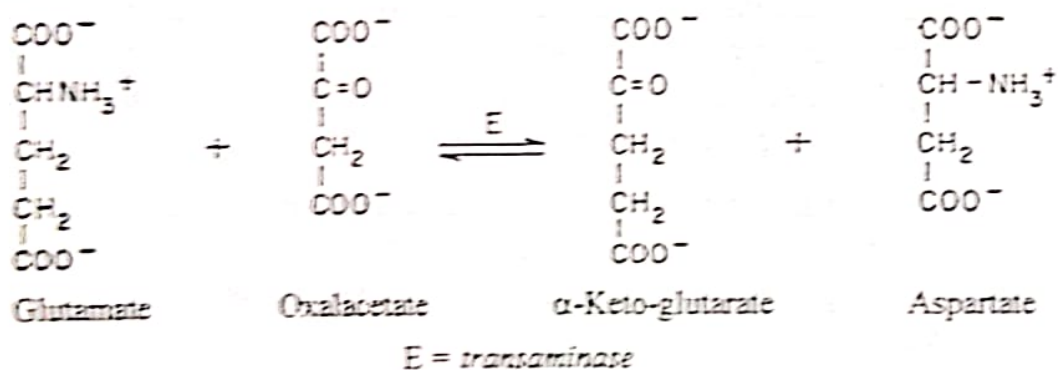 COO⁻ COO⁻ COO⁻ COO⁻
CHNH₃⁺ C=O C=O CH-NH₃⁺
E
CH₂ + CH₂ ⇌ CH₂ + CH₂
CH₂ COO⁻ CH₂ COO⁻
COO⁻ COO⁻
Glutamate Oxalacetate α-Keto-glutarate Aspartate
E = transaminase